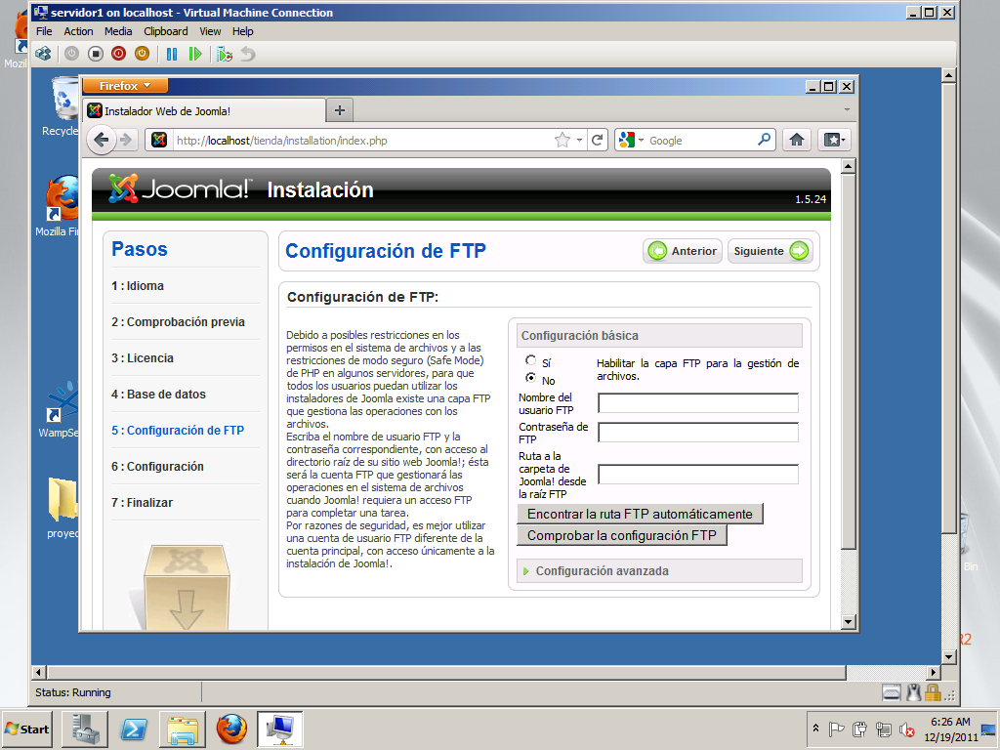 servidor1 on localhost - Virtual Machine Connection
File Action Media Clipboard View Help
Mozil
Recycle
Firefox
Instalador Web de Joomla!
http://localhost/tienda/installation/index.php
Google
Mozilla Fi
WampSe
proyec
Joomla!™ Instalación
1.5.24
Pasos
1 : Idioma
2 : Comprobación previa
3 : Licencia
4 : Base de datos
5 : Configuración de FTP
6 : Configuración
7 : Finalizar
Configuración de FTP
Anterior
Siguiente
Configuración de FTP:
Debido a posibles restricciones en los
permisos en el sistema de archivos y a las
restricciones de modo seguro (Safe Mode)
de PHP en algunos servidores, para que
todos los usuarios puedan utilizar los
instaladores de Joomla existe una capa FTP
que gestiona las operaciones con los
archivos.
Escriba el nombre de usuario FTP y la
contraseña correspondiente, con acceso al
directorio raíz de su sitio web Joomla!; ésta
será la cuenta FTP que gestionará las
operaciones en el sistema de archivos
cuando Joomla! requiera un acceso FTP
para completar una tarea.
Por razones de seguridad, es mejor utilizar
una cuenta de usuario FTP diferente de la
cuenta principal, con acceso únicamente a la
instalación de Joomla!.
Configuración básica
Sí
No
Habilitar la capa FTP para la gestión de
archivos.
Nombre del
usuario FTP
Contraseña de
FTP
Ruta a la
carpeta de
Joomla! desde
la raíz FTP
Encontrar la ruta FTP automáticamente
Comprobar la configuración FTP
Configuración avanzada
Bin
R2
Status: Running
Start
6:26 AM
12/19/2011